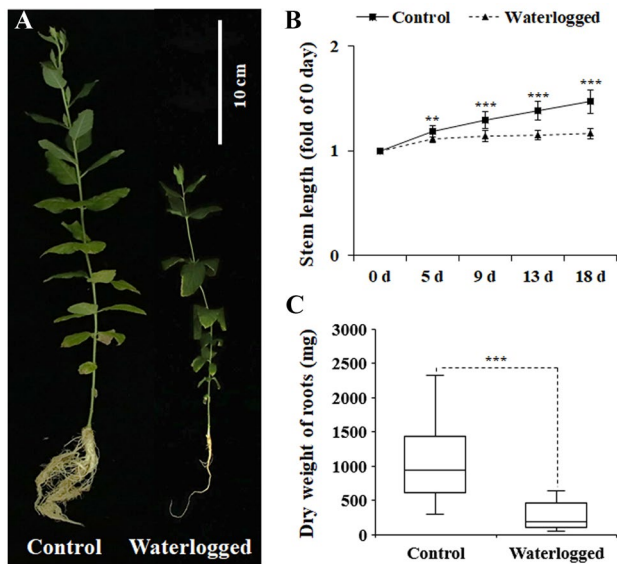 A
10 cm
Control
Waterlogged
B
Control
Waterlogged
Stem length (fold of 0 day)
2
1
0
**
***
***
***
0 d
5 d
9 d
13 d
18 d
C
Dry weight of roots (mg)
3000
2500
2000
1500
1000
500
0
***
Control
Waterlogged